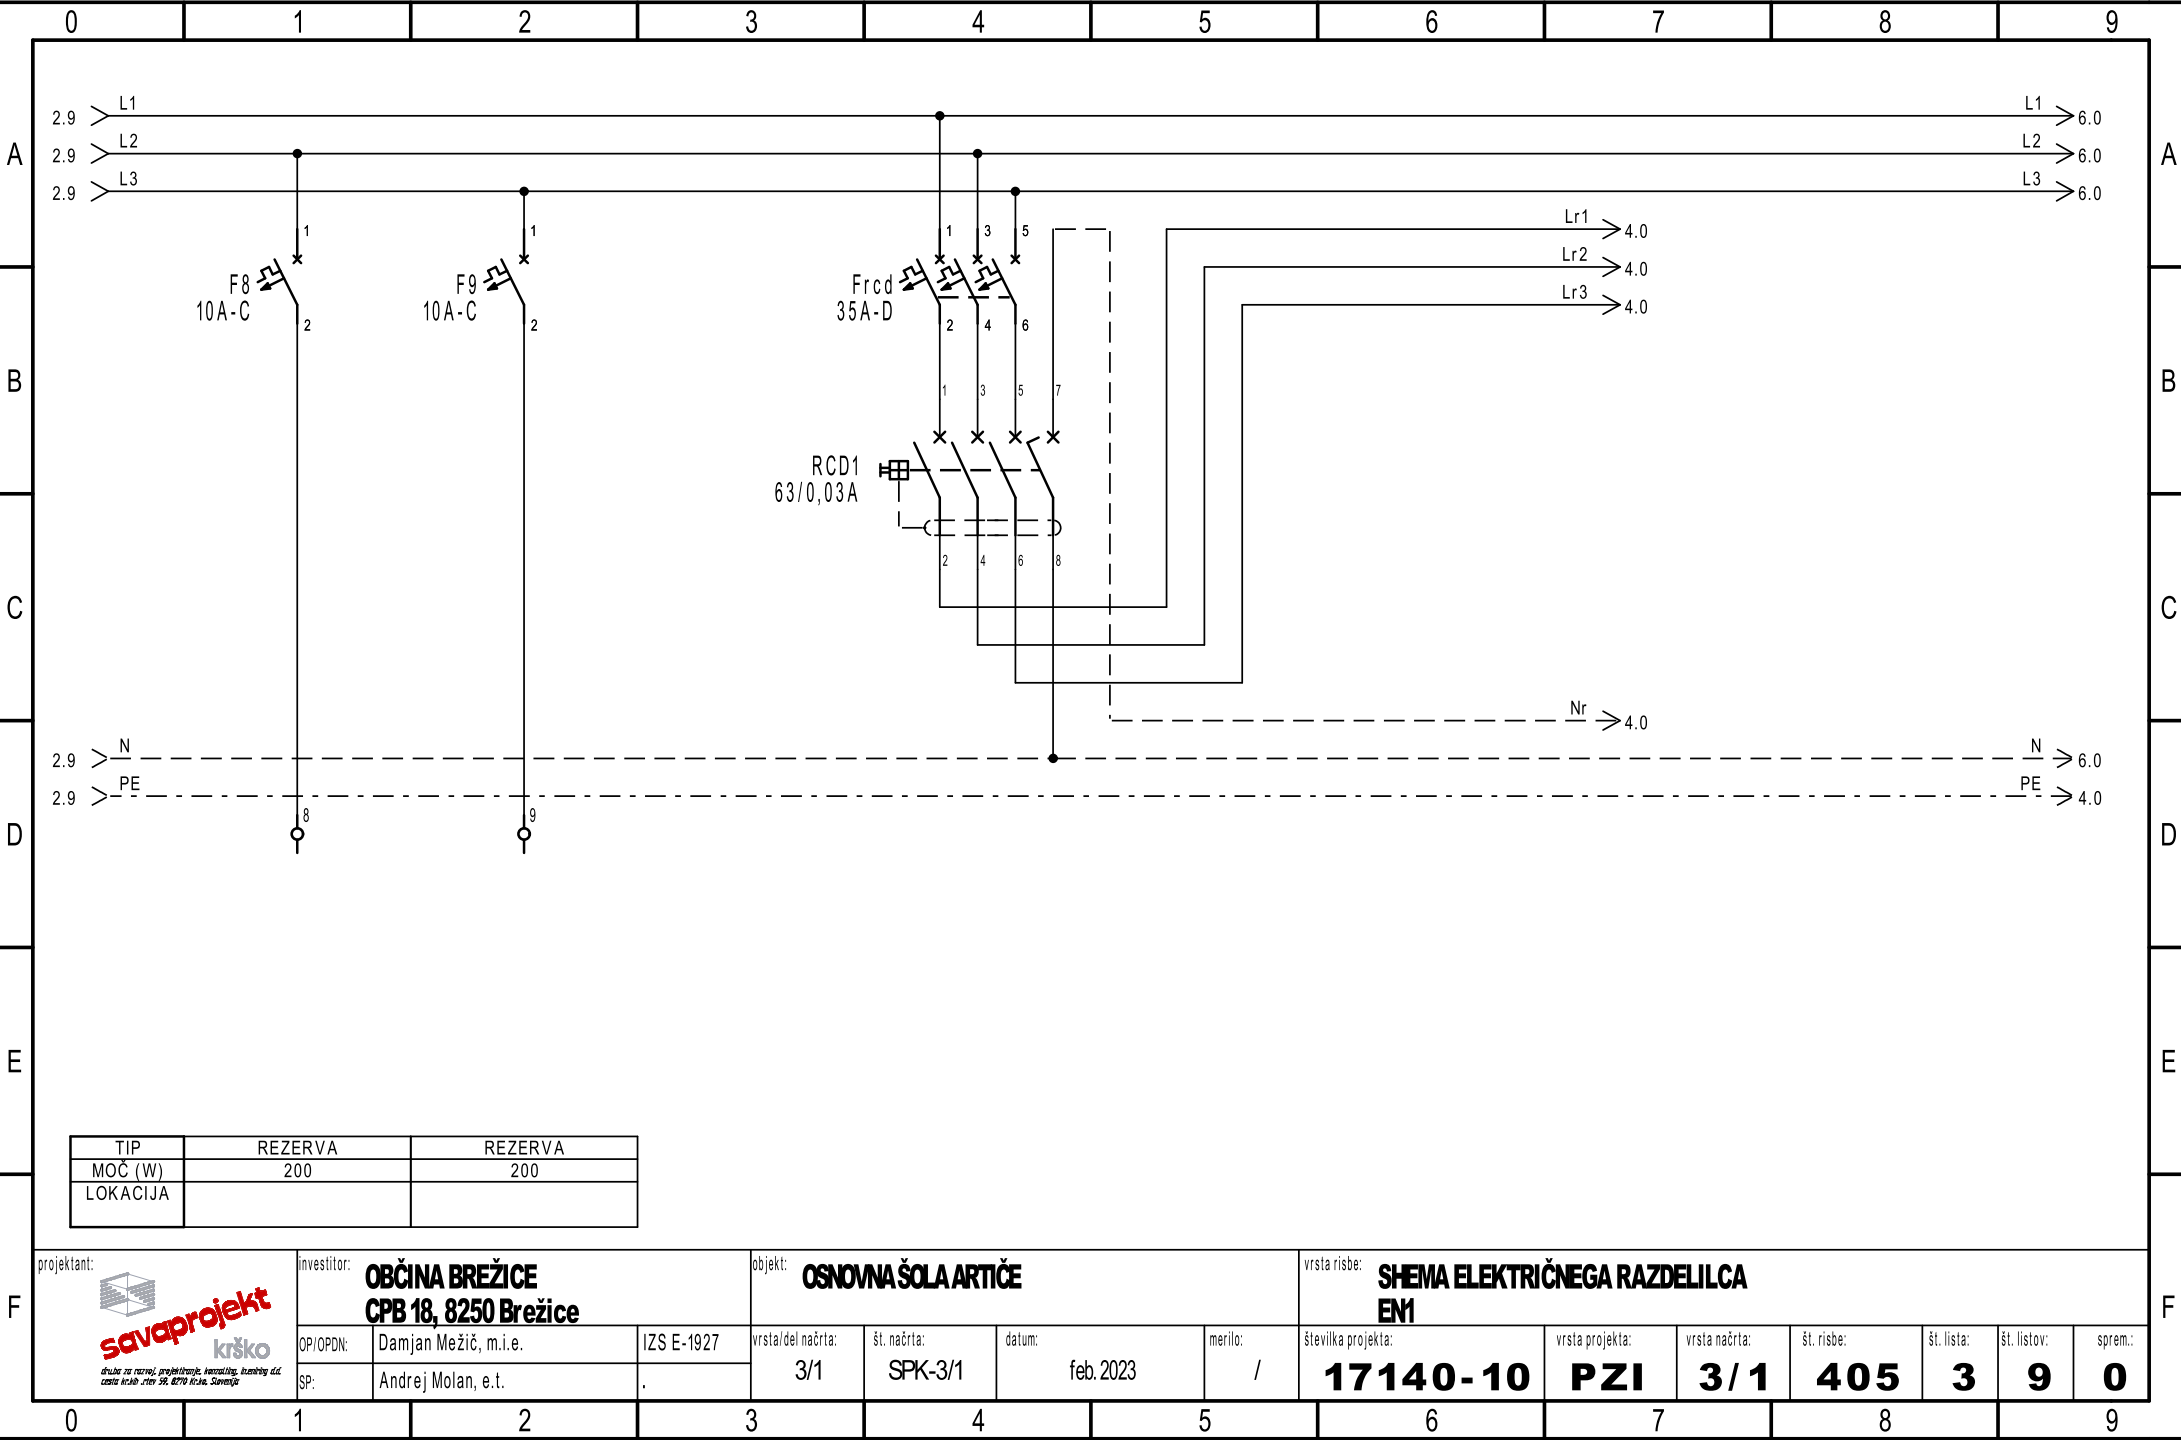 0 1 2 3 4 5 6 7 8 9
A
B
C
D
E
F
A
B
C
D
E
F
2.9 L1 L1 6.0
2.9 L2 L2 6.0
2.9 L3 L3 6.0
Lr1 4.0
Lr2 4.0
Lr3 4.0
1 1 1 3 5
F8
10A-C
F9
10A-C
Frcd
35A-D
2 2 2 4 6
1 3 5 7
RCD1
63/0,03A
2 4 6 8
Nr 4.0
2.9 N N 6.0
2.9 PE PE 4.0
8 9
TIP REZERVA REZERVA
MOČ (W) 200 200
LOKACIJA
projektant:
savaprojekt
krško
investitor: OBČINA BREŽICE
CPB 18, 8250 Brežice
objekt: OSNOVNA ŠOLA ARTIČE
vrsta risbe: SHEMA ELEKTRIČNEGA RAZDELILCA
EN1
OP/OPDN: Damjan Mežič, m.i.e. IZS E-1927
SP: Andrej Molan, e.t. .
vrsta/del načrta: št. načrta: datum: merilo:
3/1 SPK-3/1 feb. 2023 /
številka projekta: vrsta projekta: vrsta načrta: št. risbe: št. lista: št. listov: sprem.:
17140-10 PZI 3/1 405 3 9 0
0 1 2 3 4 5 6 7 8 9